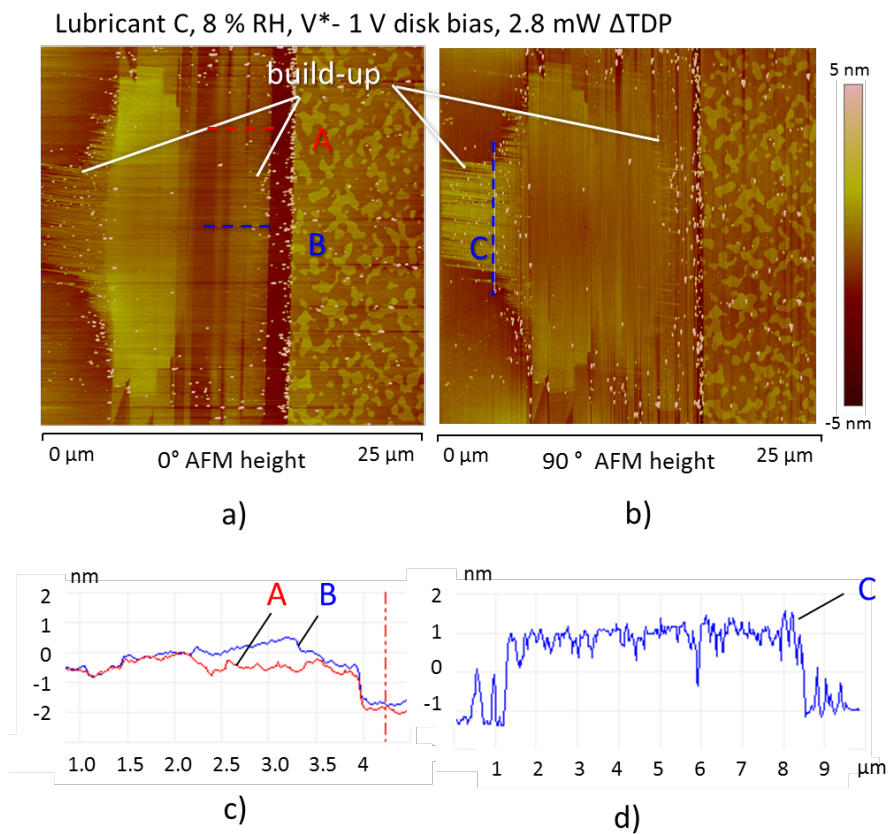 Lubricant C, 8 % RH, V*- 1 V disk bias, 2.8 mW ΔTDP
build-up
A
B
C
5 nm
-5 nm
0 µm
0° AFM height
25 µm
0 µm
90 ° AFM height
25 µm
a)
b)
nm
2
1
0
-1
-2
A
B
1.0
1.5
2.0
2.5
3.0
3.5
4
c)
nm
2
1
0
-1
C
1
2
3
4
5
6
7
8
9
µm
d)